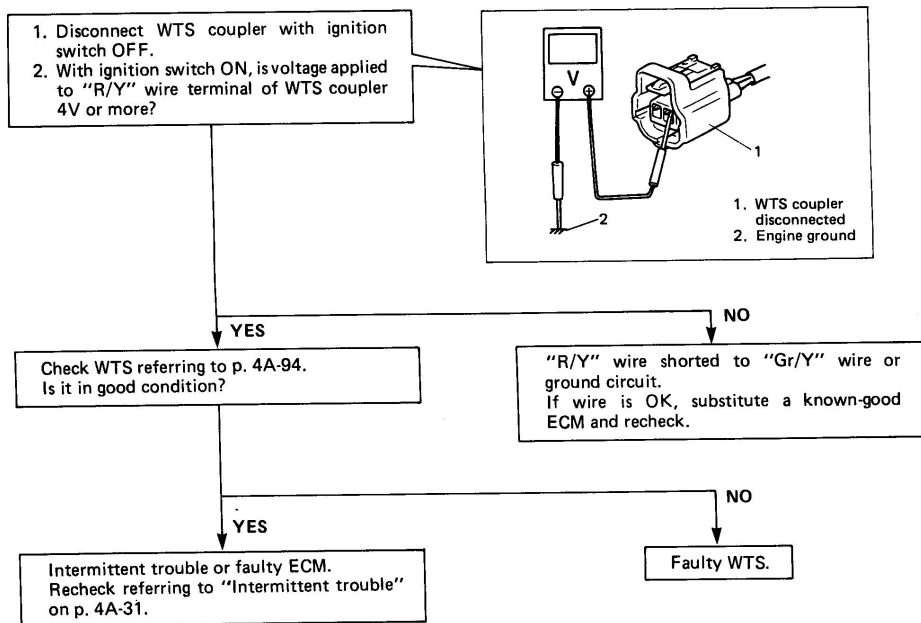 1. Disconnect WTS coupler with ignition
switch OFF.
2. With ignition switch ON, is voltage applied
to "R/Y" wire terminal of WTS coupler
4V or more?
V
1
2
1. WTS coupler
disconnected
2. Engine ground
YES
NO
Check WTS referring to p. 4A-94.
Is it in good condition?
"R/Y" wire shorted to "Gr/Y" wire or
ground circuit.
If wire is OK, substitute a known-good
ECM and recheck.
YES
NO
Intermittent trouble or faulty ECM.
Recheck referring to "Intermittent trouble"
on p. 4A-31.
Faulty WTS.